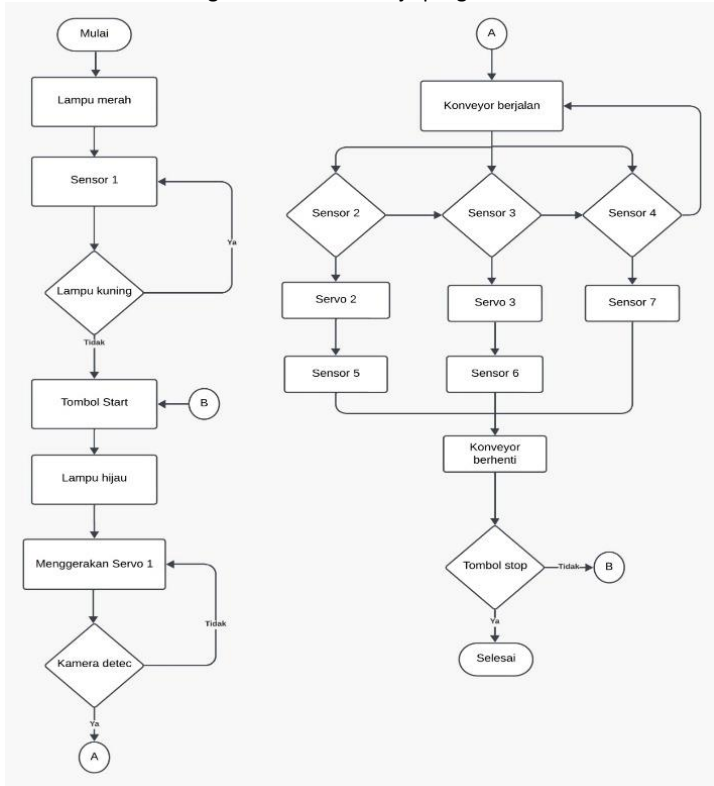 Mulai
Lampu merah
Sensor 1
Ya
Lampu kuning
Tidak
Tombol Start
B
Lampu hijau
Menggerakan Servo 1
Tidak
Kamera detec
Ya
A
A
Konveyor berjalan
Sensor 2
Sensor 3
Sensor 4
Servo 2
Servo 3
Sensor 7
Sensor 5
Sensor 6
Konveyor
berhenti
Tombol stop
Tidak
B
Ya
Selesai